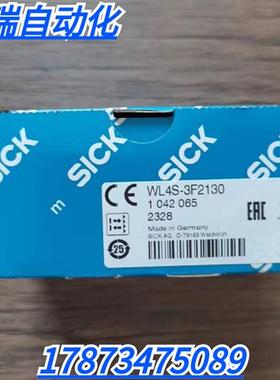 瑞自动化
SICK
SICK
m
CE
WL4S-3F2130
1 042 065
2328
Made in Germany
SICK AG · D-79183 Waldkirch
EAC
25
17873475089